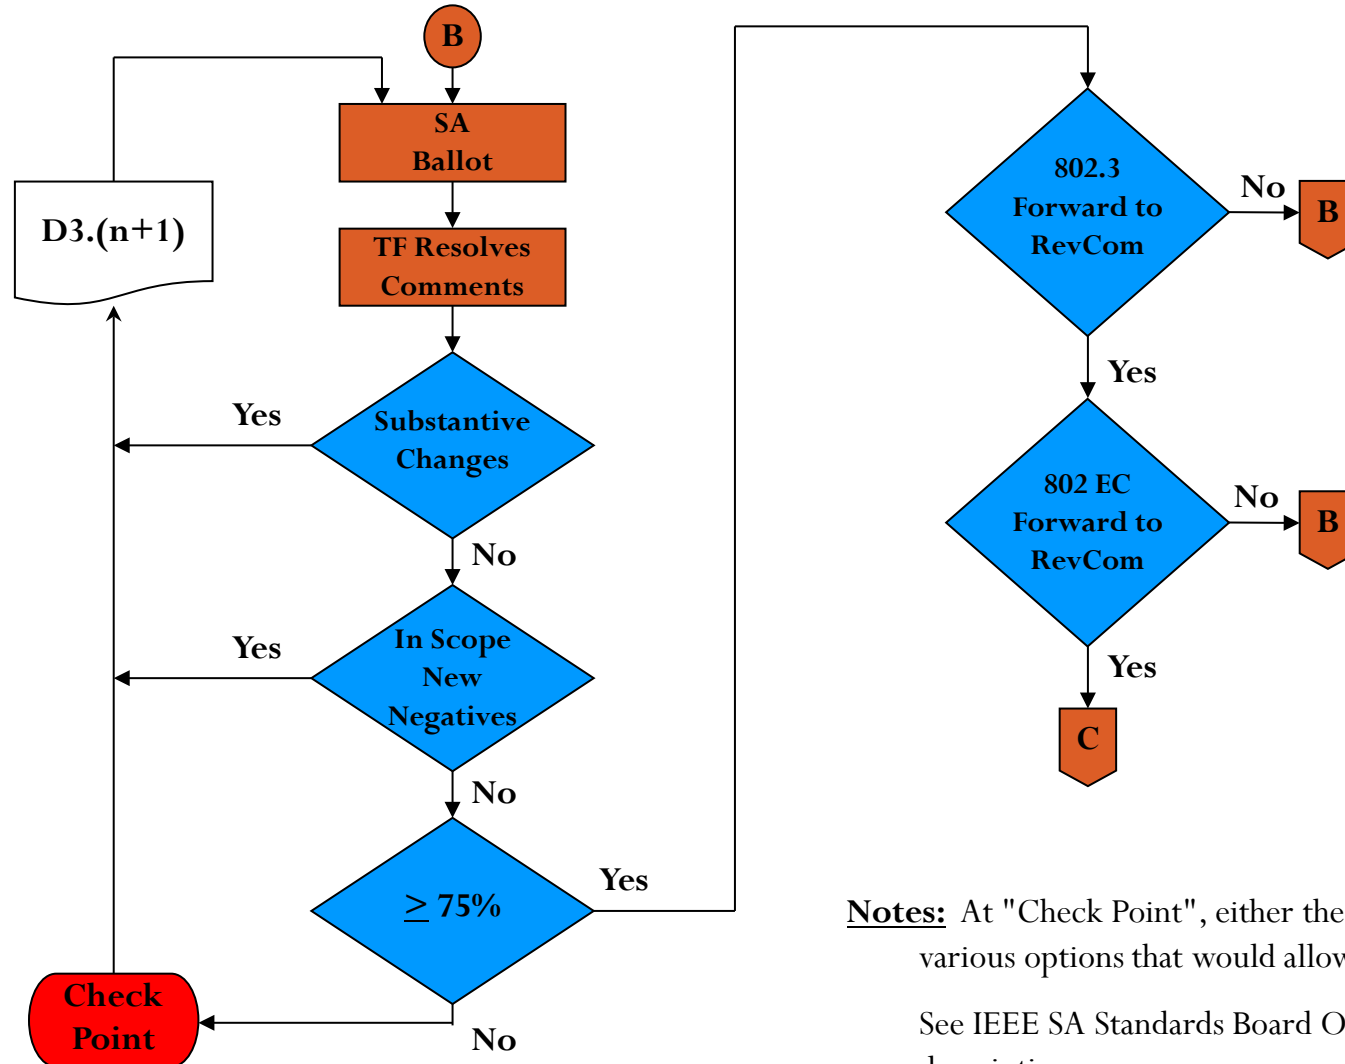 B
SA
Ballot
D3.(n+1)
TF Resolves
Comments
Substantive
Changes
Yes
No
In Scope
New
Negatives
Yes
No
≥ 75%
Yes
No
Check
Point
802.3
Forward to
RevCom
No
B
Yes
802 EC
Forward to
RevCom
No
B
Yes
C
Notes: At "Check Point", either the
various options that would allow
See IEEE SA Standards Board O